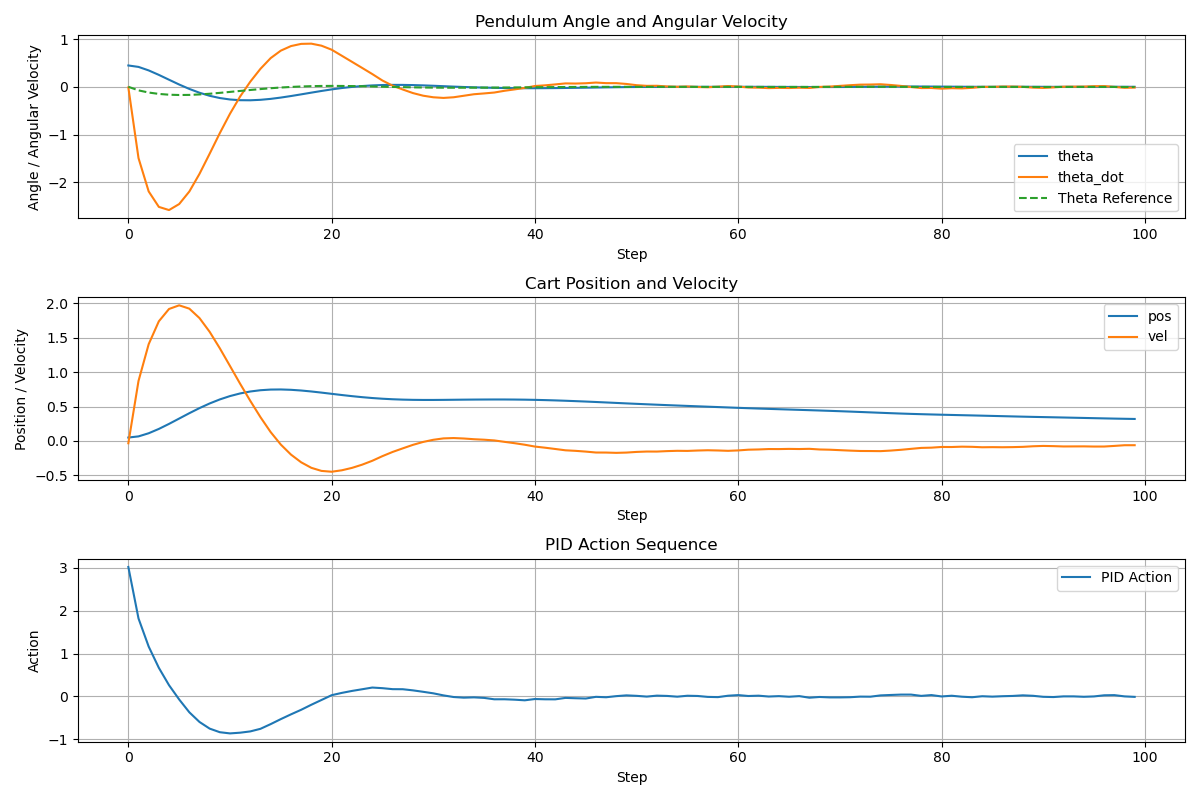 Pendulum Angle and Angular Velocity
Angle / Angular Velocity
1
0
−1
−2
theta
theta_dot
Theta Reference
0 20 40 60 80 100
Step
Cart Position and Velocity
Position / Velocity
2.0
1.5
1.0
0.5
0.0
−0.5
pos
vel
0 20 40 60 80 100
Step
PID Action Sequence
Action
3
2
1
0
−1
PID Action
0 20 40 60 80 100
Step